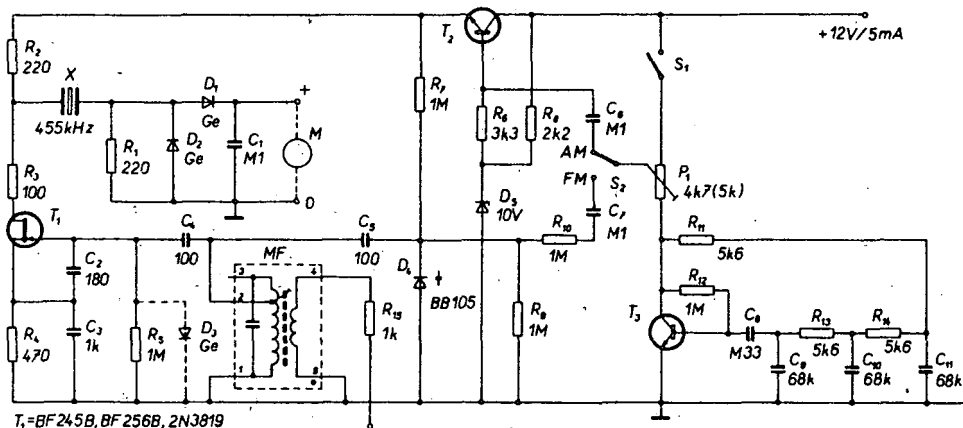 R2
220
X
455kHz
R3
100
T1
R1
220
D2
Ge
D1
Ge
C1
M1
+
M
0
C2
180
C3
1k
R4
470
R5
1M
D3
Ge
C4
100
MF
3
4
2
1
R15
1k
C5
100
D4
BB105
R7
1M
T2
R6
3k3
R8
2k2
D5
10V
C6
M1
AM
FM
S2
C7
M1
R10
1M
R9
1M
+12V/5mA
S1
P1
4k7(5k)
R11
5k6
R12
1M
T3
C8
M33
R13
5k6
R14
5k6
C9
68k
C10
68k
C11
68k
T1=BF245B, BF256B, 2N3819